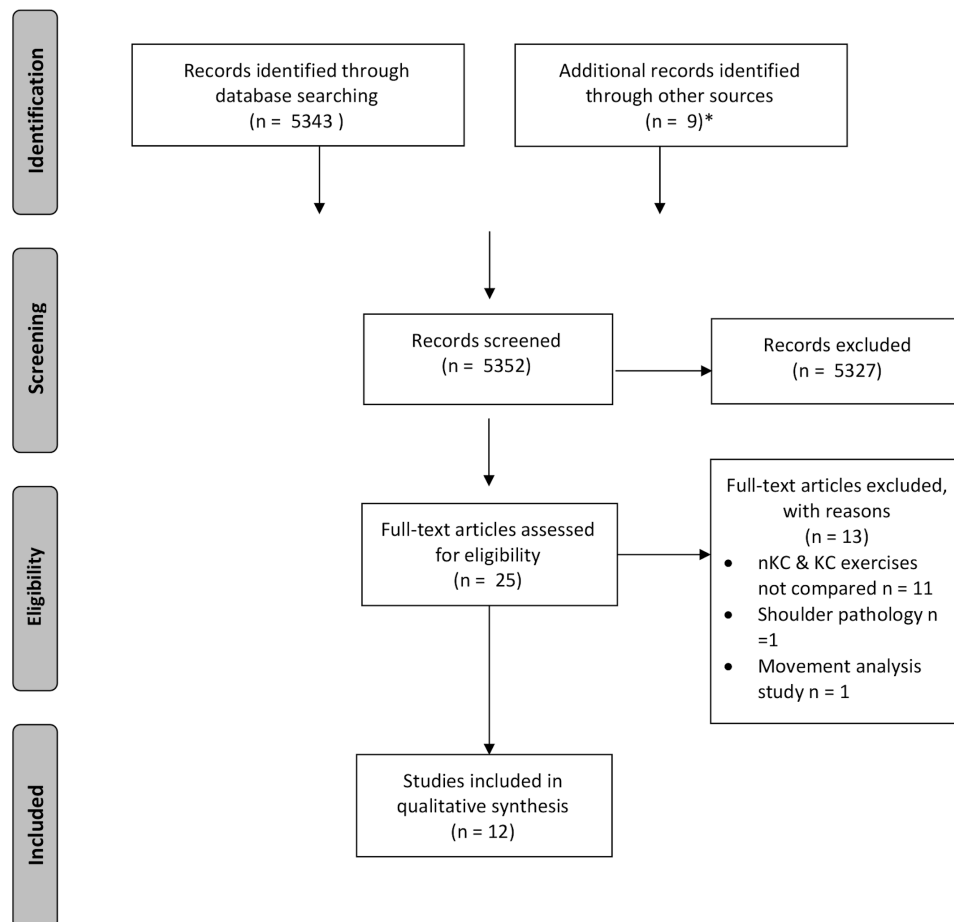 Identification
Records identified through
database searching
(n = 5343 )
Additional records identified
through other sources
(n = 9)*
Screening
Records screened
(n = 5352)
Records excluded
(n = 5327)
Eligibility
Full-text articles assessed
for eligibility
(n = 25)
Full-text articles excluded,
with reasons
(n = 13)
• nKC & KC exercises
not compared n = 11
• Shoulder pathology n
=1
• Movement analysis
study n = 1
Included
Studies included in
qualitative synthesis
(n = 12)